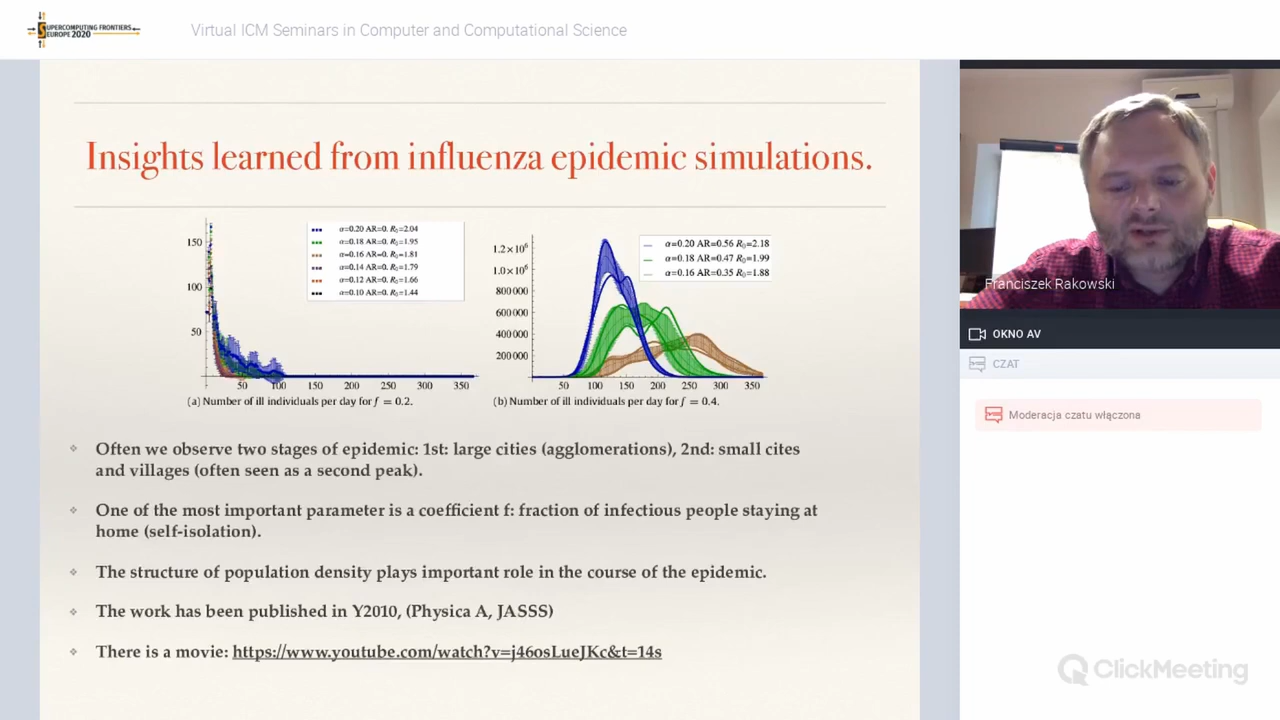 SUPERCOMPUTING FRONTIERS
EUROPE 2020
Virtual ICM Seminars in Computer and Computational Science
Insights learned from influenza epidemic simulations.
150
100
50
50 100 150 200 250 300 350
α=0.20 AR=0. R₀=2.04
α=0.18 AR=0. R₀=1.95
α=0.16 AR=0. R₀=1.81
α=0.14 AR=0. R₀=1.79
α=0.12 AR=0. R₀=1.66
α=0.10 AR=0. R₀=1.44
(a) Number of ill individuals per day for f = 0.2.
1.2×10⁶
1.0×10⁶
800000
600000
400000
200000
50 100 150 200 250 300 350
α=0.20 AR=0.56 R₀=2.18
α=0.18 AR=0.47 R₀=1.99
α=0.16 AR=0.35 R₀=1.88
(b) Number of ill individuals per day for f = 0.4.
Often we observe two stages of epidemic: 1st: large cities (agglomerations), 2nd: small cites
and villages (often seen as a second peak).
One of the most important parameter is a coefficient f: fraction of infectious people staying at
home (self-isolation).
The structure of population density plays important role in the course of the epidemic.
The work has been published in Y2010, (Physica A, JASSS)
There is a movie: https://www.youtube.com/watch?v=j46osLueJKc&t=14s
Franciszek Rakowski
OKNO AV
CZAT
Moderacja czatu włączona
ClickMeeting